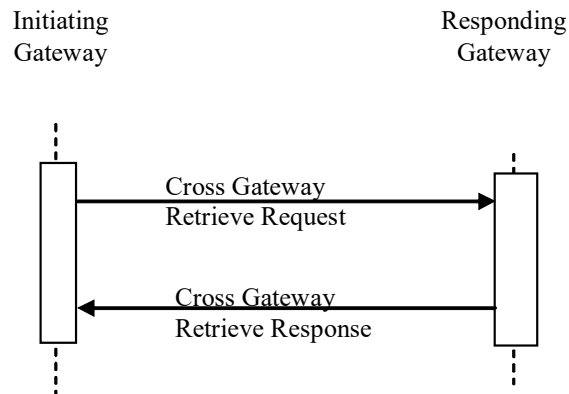 Initiating
Gateway
Responding
Gateway
Cross Gateway
Retrieve Request
Cross Gateway
Retrieve Response